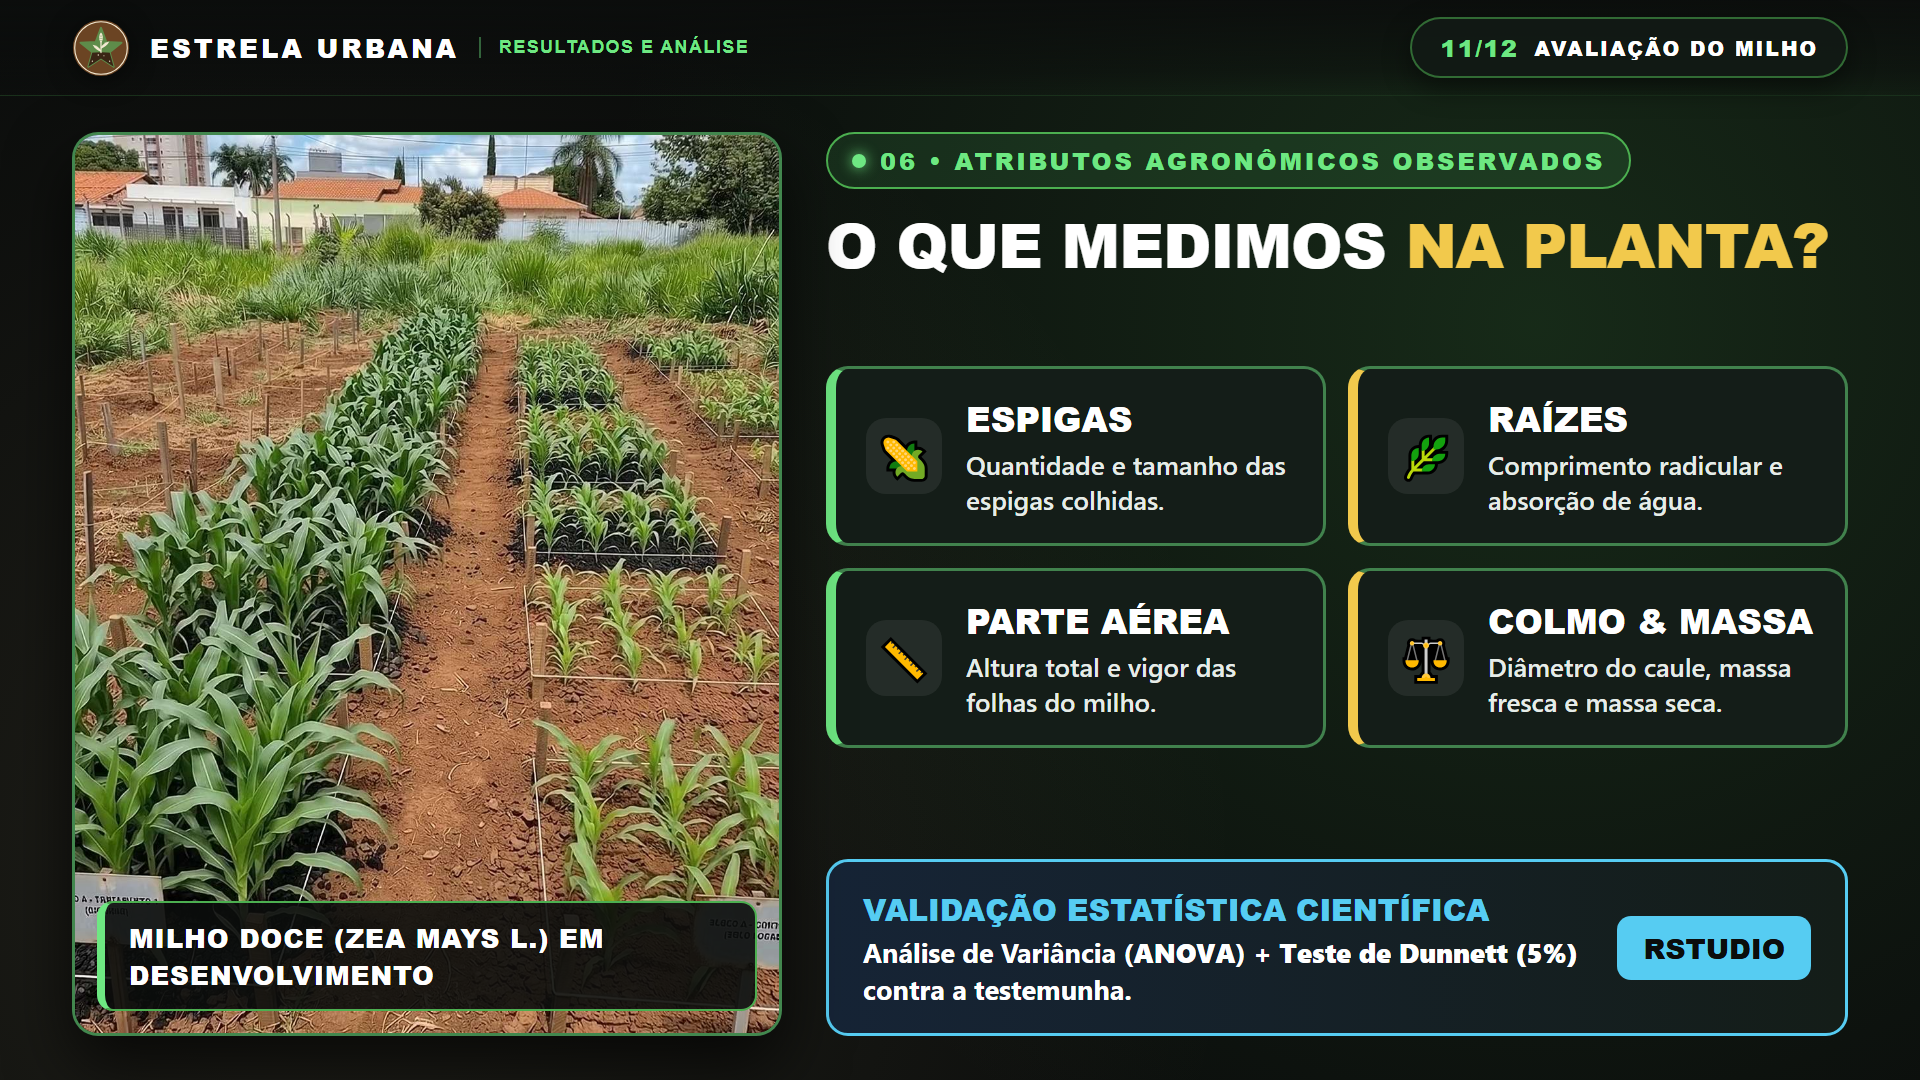 ESTRELA URBANA
RESULTADOS E ANÁLISE
11/12 AVALIAÇÃO DO MILHO
06 • ATRIBUTOS AGRONÔMICOS OBSERVADOS
O QUE MEDIMOS NA PLANTA?
ESPIGAS
Quantidade e tamanho das
espigas colhidas.
RAÍZES
Comprimento radicular e
absorção de água.
PARTE AÉREA
Altura total e vigor das
folhas do milho.
COLMO & MASSA
Diâmetro do caule, massa
fresca e massa seca.
MILHO DOCE (ZEA MAYS L.) EM
DESENVOLVIMENTO
VALIDAÇÃO ESTATÍSTICA CIENTÍFICA
Análise de Variância (ANOVA) + Teste de Dunnett (5%)
contra a testemunha.
RSTUDIO